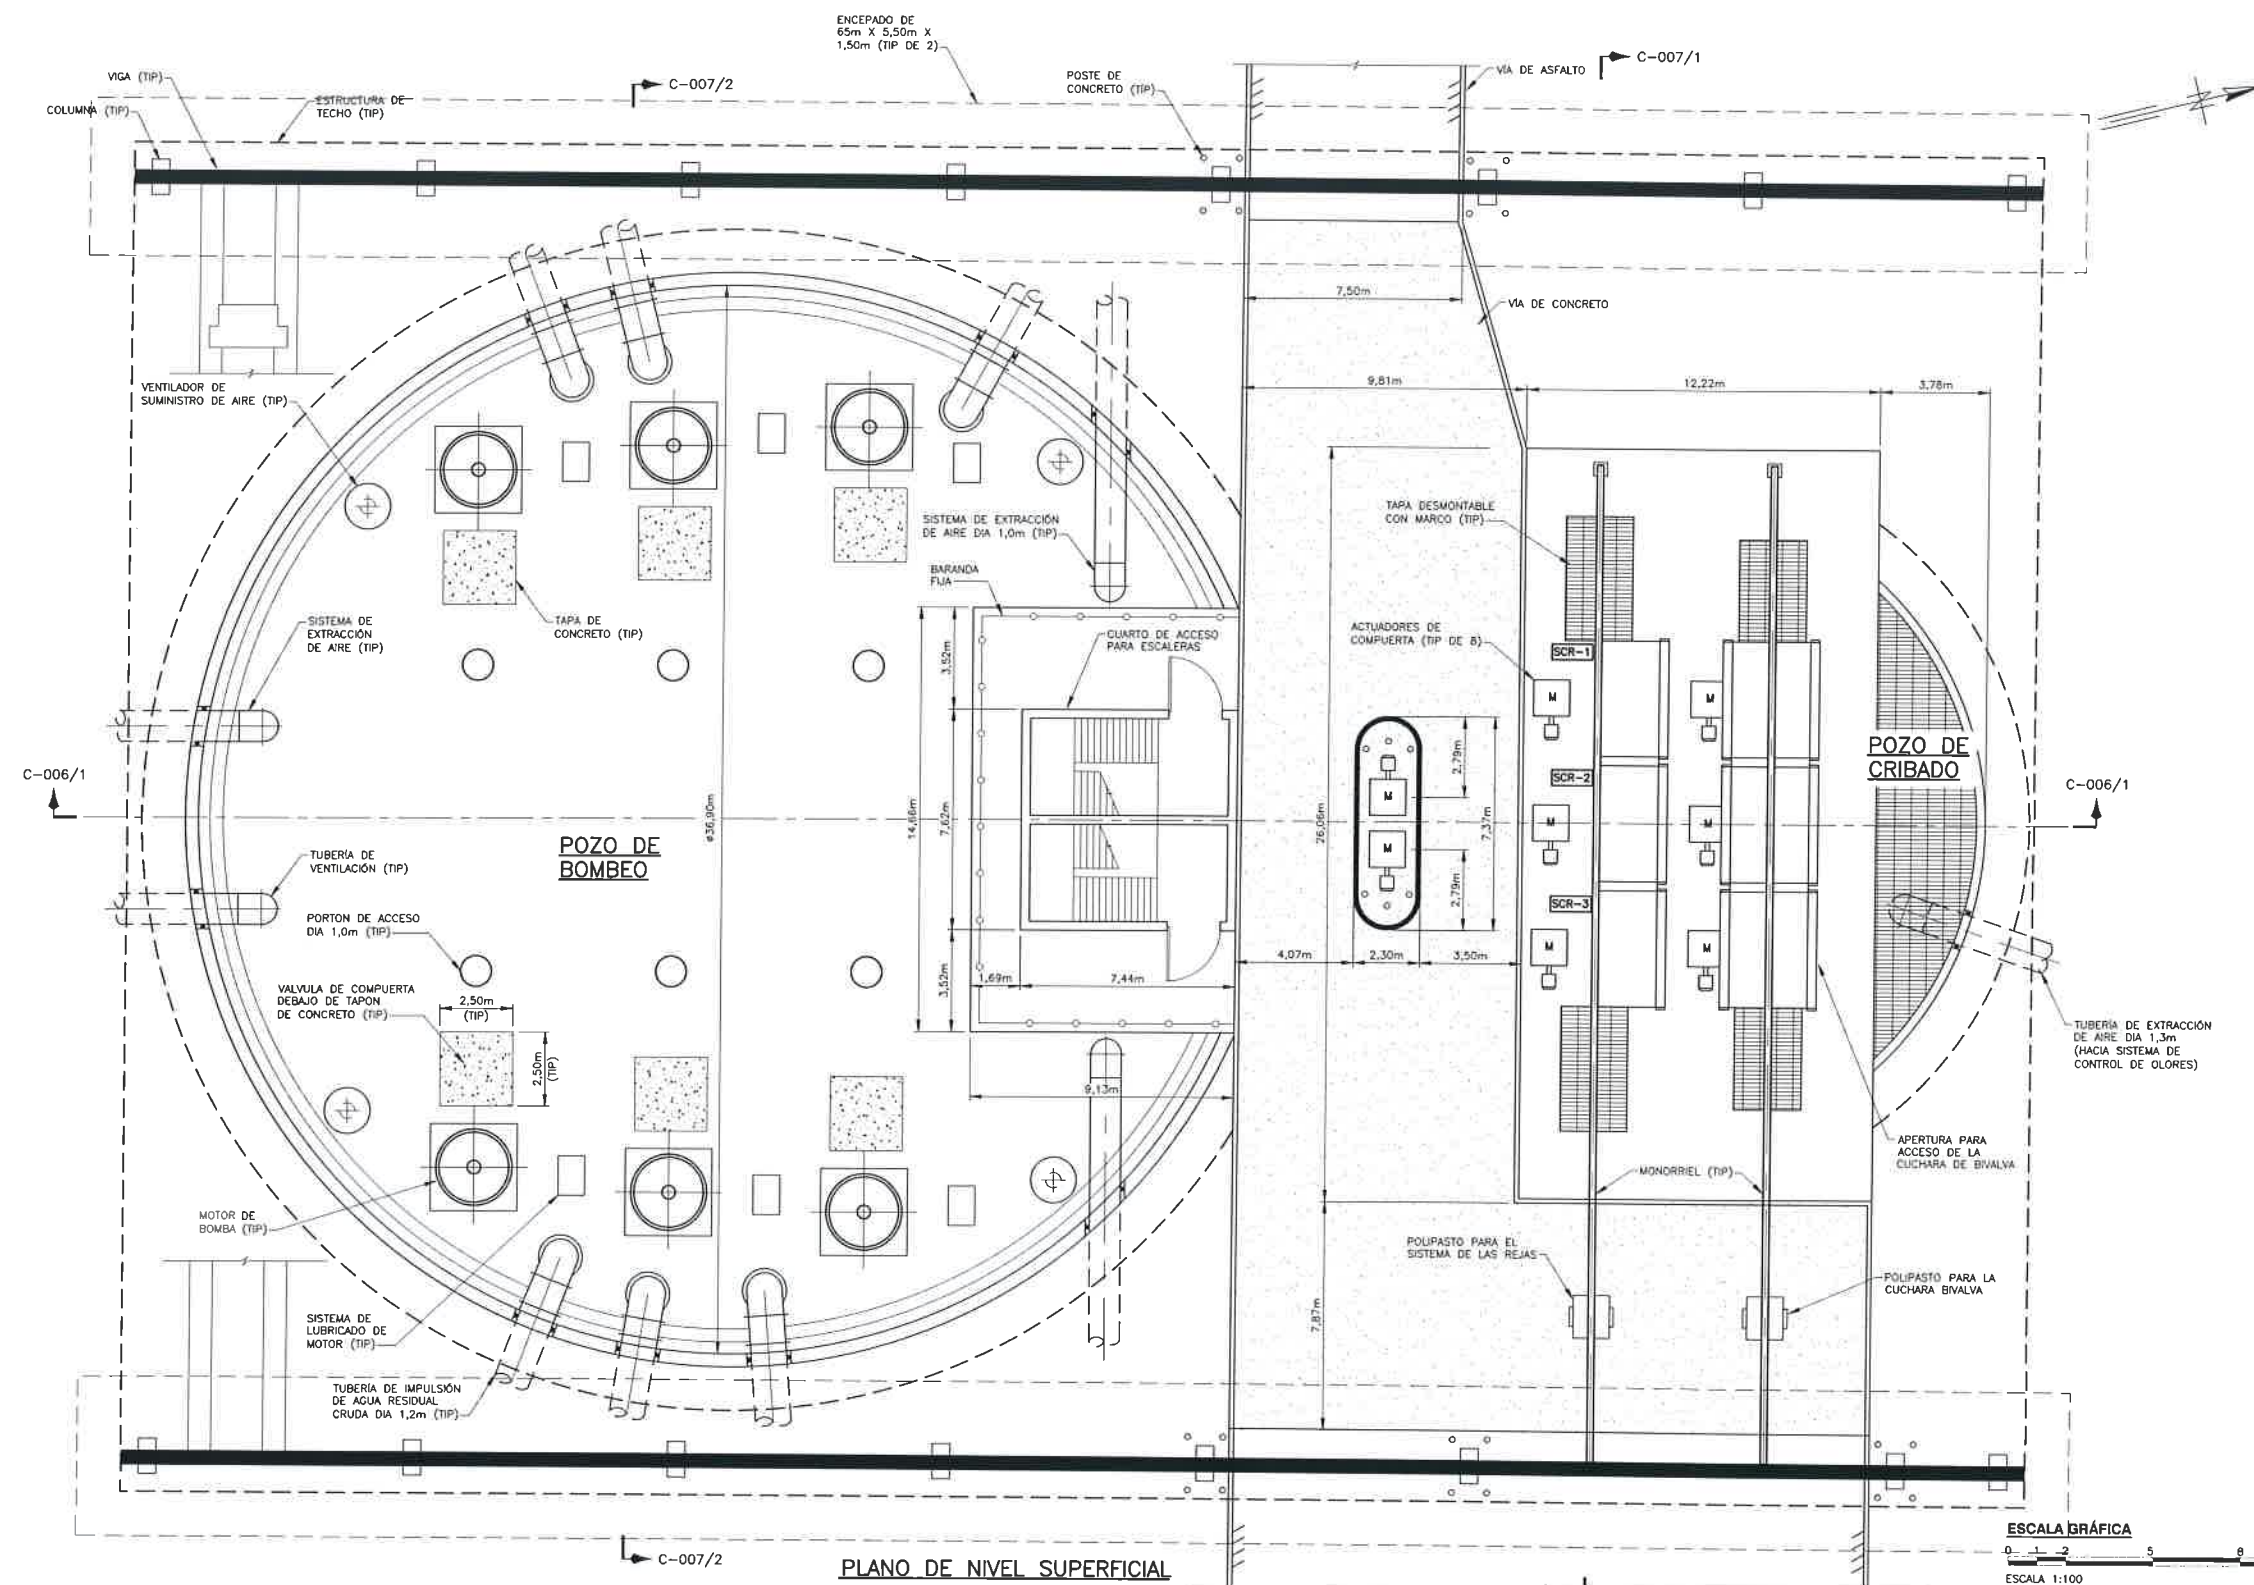 ENCEPADO DE
65m X 5,50m X
1,50m (TIP DE 2)
VIGA (TIP)
COLUMNA (TIP)
ESTRUCTURA DE
TECHO (TIP)
C-007/2
POSTE DE
CONCRETO (TIP)
VIA DE ASFALTO
C-007/1
7,50m
VIA DE CONCRETO
VENTILADOR DE
SUMINISTRO DE AIRE (TIP)
9,81m
12,22m
3,78m
SISTEMA DE EXTRACCIÓN
DE AIRE DIA 1,0m (TIP)
TAPA DESMONTABLE
CON MARCO (TIP)
BARANDA
FIJA
SISTEMA DE
EXTRACCIÓN
DE AIRE (TIP)
TAPA DE
CONCRETO (TIP)
CUARTO DE ACCESO
PARA ESCALERAS
ACTUADORES DE
COMPUERTA (TIP DE 8)
3,52m
SCR-1
M
M
POZO DE
CRIBADO
2,79m
C-006/1
SCR-2
C-006/1
ø36,90m
14,66m
7,62m
26,06m
7,37m
M
M
M
M
POZO DE
BOMBEO
TUBERÍA DE
VENTILACIÓN (TIP)
2,79m
SCR-3
PORTON DE ACCESO
DIA 1,0m (TIP)
M
M
4,07m
2,30m
3,50m
3,52m
1,69m
7,44m
VALVULA DE COMPUERTA
DEBAJO DE TAPON
DE CONCRETO (TIP)
2,50m
(TIP)
2,50m
(TIP)
TUBERÍA DE EXTRACCIÓN
DE AIRE DIA 1,3m
(HACIA SISTEMA DE
CONTROL DE OLORES)
9,13m
APERTURA PARA
ACCESO DE LA
CUCHARA DE BIVALVA
MONORRIEL (TIP)
MOTOR DE
BOMBA (TIP)
POLIPASTO PARA EL
SISTEMA DE LAS REJAS
POLIPASTO PARA LA
CUCHARA BIVALVA
7,87m
SISTEMA DE
LUBRICADO DE
MOTOR (TIP)
TUBERÍA DE IMPULSIÓN
DE AGUA RESIDUAL
CRUDA DIA 1,2m (TIP)
C-007/2
PLANO DE NIVEL SUPERFICIAL
ESCALA GRÁFICA
0 1 2 5 8
ESCALA 1:100